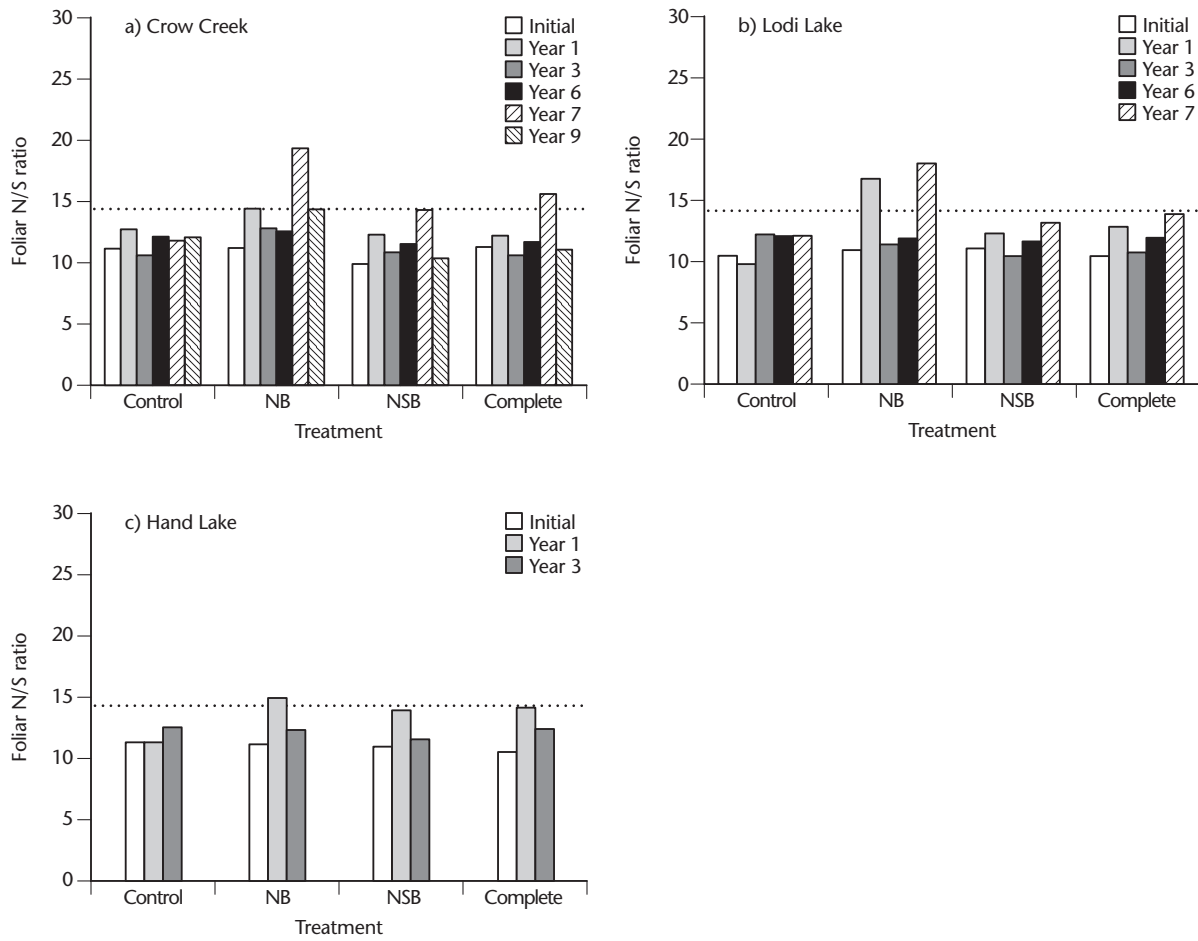 a) Crow Creek
Initial
Year 1
Year 3
Year 6
Year 7
Year 9
30
25
20
15
10
5
0
Foliar N/S ratio
Control NB NSB Complete
Treatment
b) Lodi Lake
Initial
Year 1
Year 3
Year 6
Year 7
30
25
20
15
10
5
0
Foliar N/S ratio
Control NB NSB Complete
Treatment
c) Hand Lake
Initial
Year 1
Year 3
30
25
20
15
10
5
0
Foliar N/S ratio
Control NB NSB Complete
Treatment